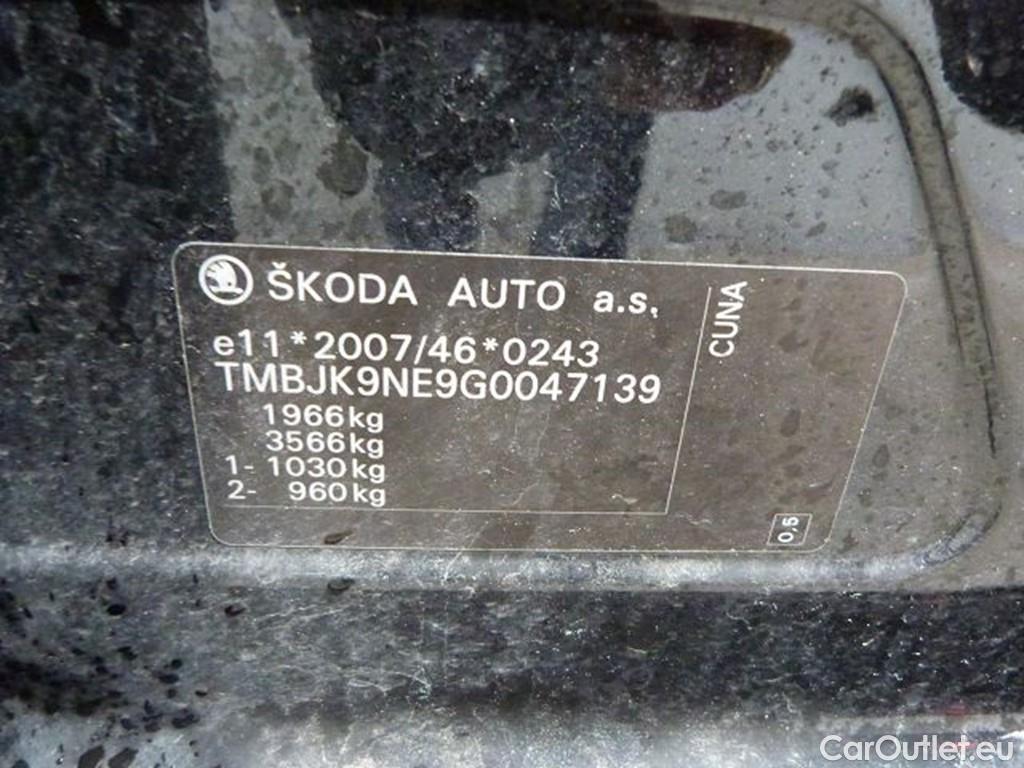 ŠKODA AUTO a.s.
e11*2007/46*0243
TMBJK9NE9G0047139
1966kg
3566kg
1- 1030kg
2- 960kg
CUNA
0,5
CarOutlet.eu